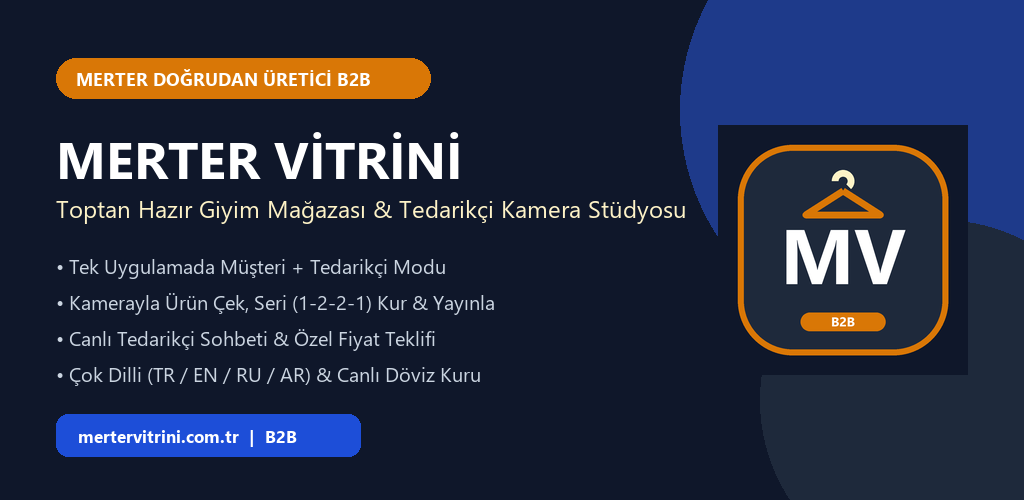 MERTER DOĞRUDAN ÜRETİCİ B2B
MERTER VİTRİNİ
Toptan Hazır Giyim Mağazası & Tedarikçi Kamera Stüdyosu
• Tek Uygulamada Müşteri + Tedarikçi Modu
• Kamerayla Ürün Çek, Seri (1-2-2-1) Kur & Yayınla
• Canlı Tedarikçi Sohbeti & Özel Fiyat Teklifi
• Çok Dilli (TR / EN / RU / AR) & Canlı Döviz Kuru
mertervitrini.com.tr | B2B
MV
B2B